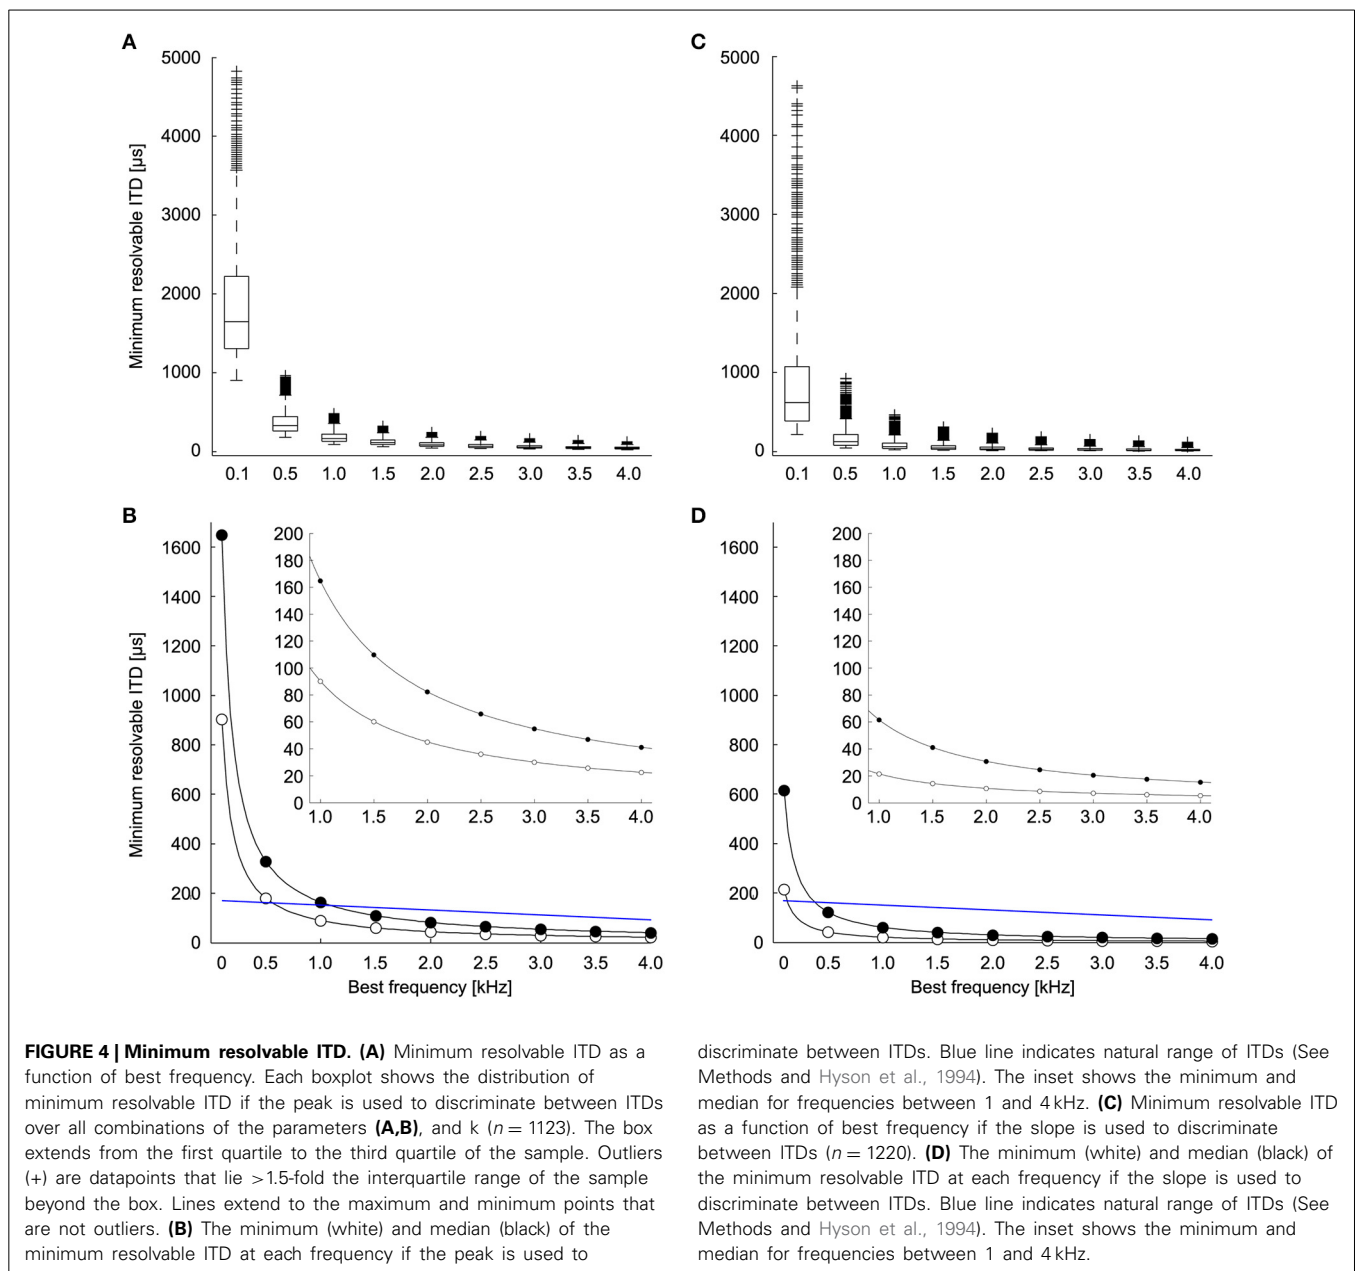 A
Minimum resolvable ITD [µs]
5000
4000
3000
2000
1000
0
0.1 0.5 1.0 1.5 2.0 2.5 3.0 3.5 4.0
C
Minimum resolvable ITD [µs]
5000
4000
3000
2000
1000
0
0.1 0.5 1.0 1.5 2.0 2.5 3.0 3.5 4.0
B
Minimum resolvable ITD [µs]
1600
1400
1200
1000
800
600
400
200
0
0 0.5 1.0 1.5 2.0 2.5 3.0 3.5 4.0
Best frequency [kHz]
200
180
160
140
120
100
80
60
40
20
0
1.0 1.5 2.0 2.5 3.0 3.5 4.0
D
Minimum resolvable ITD [µs]
1600
1400
1200
1000
800
600
400
200
0
0 0.5 1.0 1.5 2.0 2.5 3.0 3.5 4.0
Best frequency [kHz]
200
180
160
140
120
100
80
60
40
20
0
1.0 1.5 2.0 2.5 3.0 3.5 4.0
FIGURE 4 | Minimum resolvable ITD. (A) Minimum resolvable ITD as a
function of best frequency. Each boxplot shows the distribution of
minimum resolvable ITD if the peak is used to discriminate between ITDs
over all combinations of the parameters (A,B), and k (n = 1123). The box
extends from the first quartile to the third quartile of the sample. Outliers
(+) are datapoints that lie >1.5-fold the interquartile range of the sample
beyond the box. Lines extend to the maximum and minimum points that
are not outliers. (B) The minimum (white) and median (black) of the
minimum resolvable ITD at each frequency if the peak is used to
discriminate between ITDs. Blue line indicates natural range of ITDs (See
Methods and Hyson et al., 1994). The inset shows the minimum and
median for frequencies between 1 and 4 kHz. (C) Minimum resolvable ITD
as a function of best frequency if the slope is used to discriminate
between ITDs (n = 1220). (D) The minimum (white) and median (black) of
the minimum resolvable ITD at each frequency if the slope is used to
discriminate between ITDs. Blue line indicates natural range of ITDs (See
Methods and Hyson et al., 1994). The inset shows the minimum and
median for frequencies between 1 and 4 kHz.